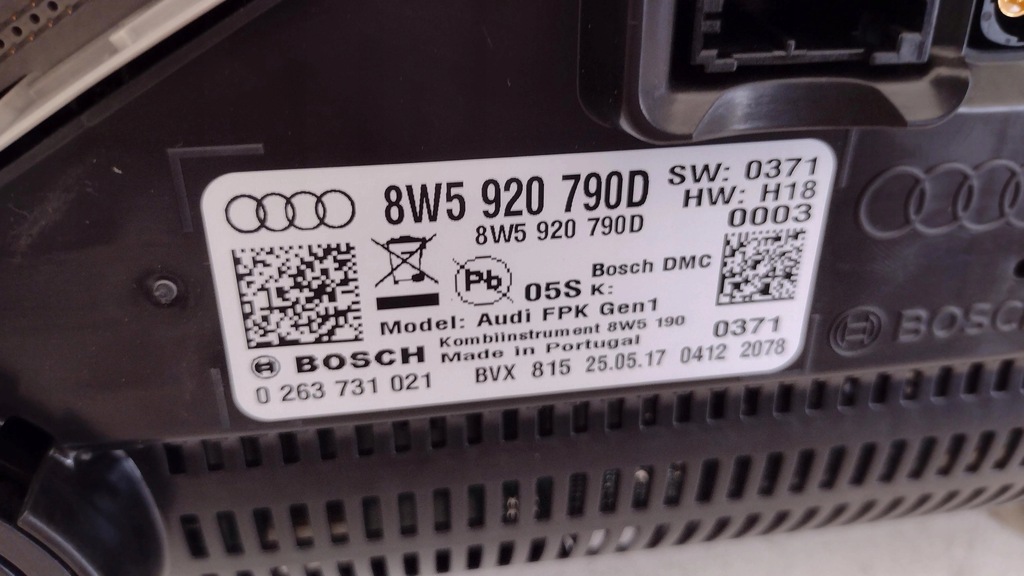 8W5 920 790D
SW: 0371
HW: H18
0003
8W5 920 790D
Pb
05S
Bosch DMC
K:
Model: Audi FPK Gen1
Kombiinstrument 8W5 190
0371
BOSCH
Made in Portugal
0 263 731 021
BVX 815 25.05.17 0412 2078
BOSCH